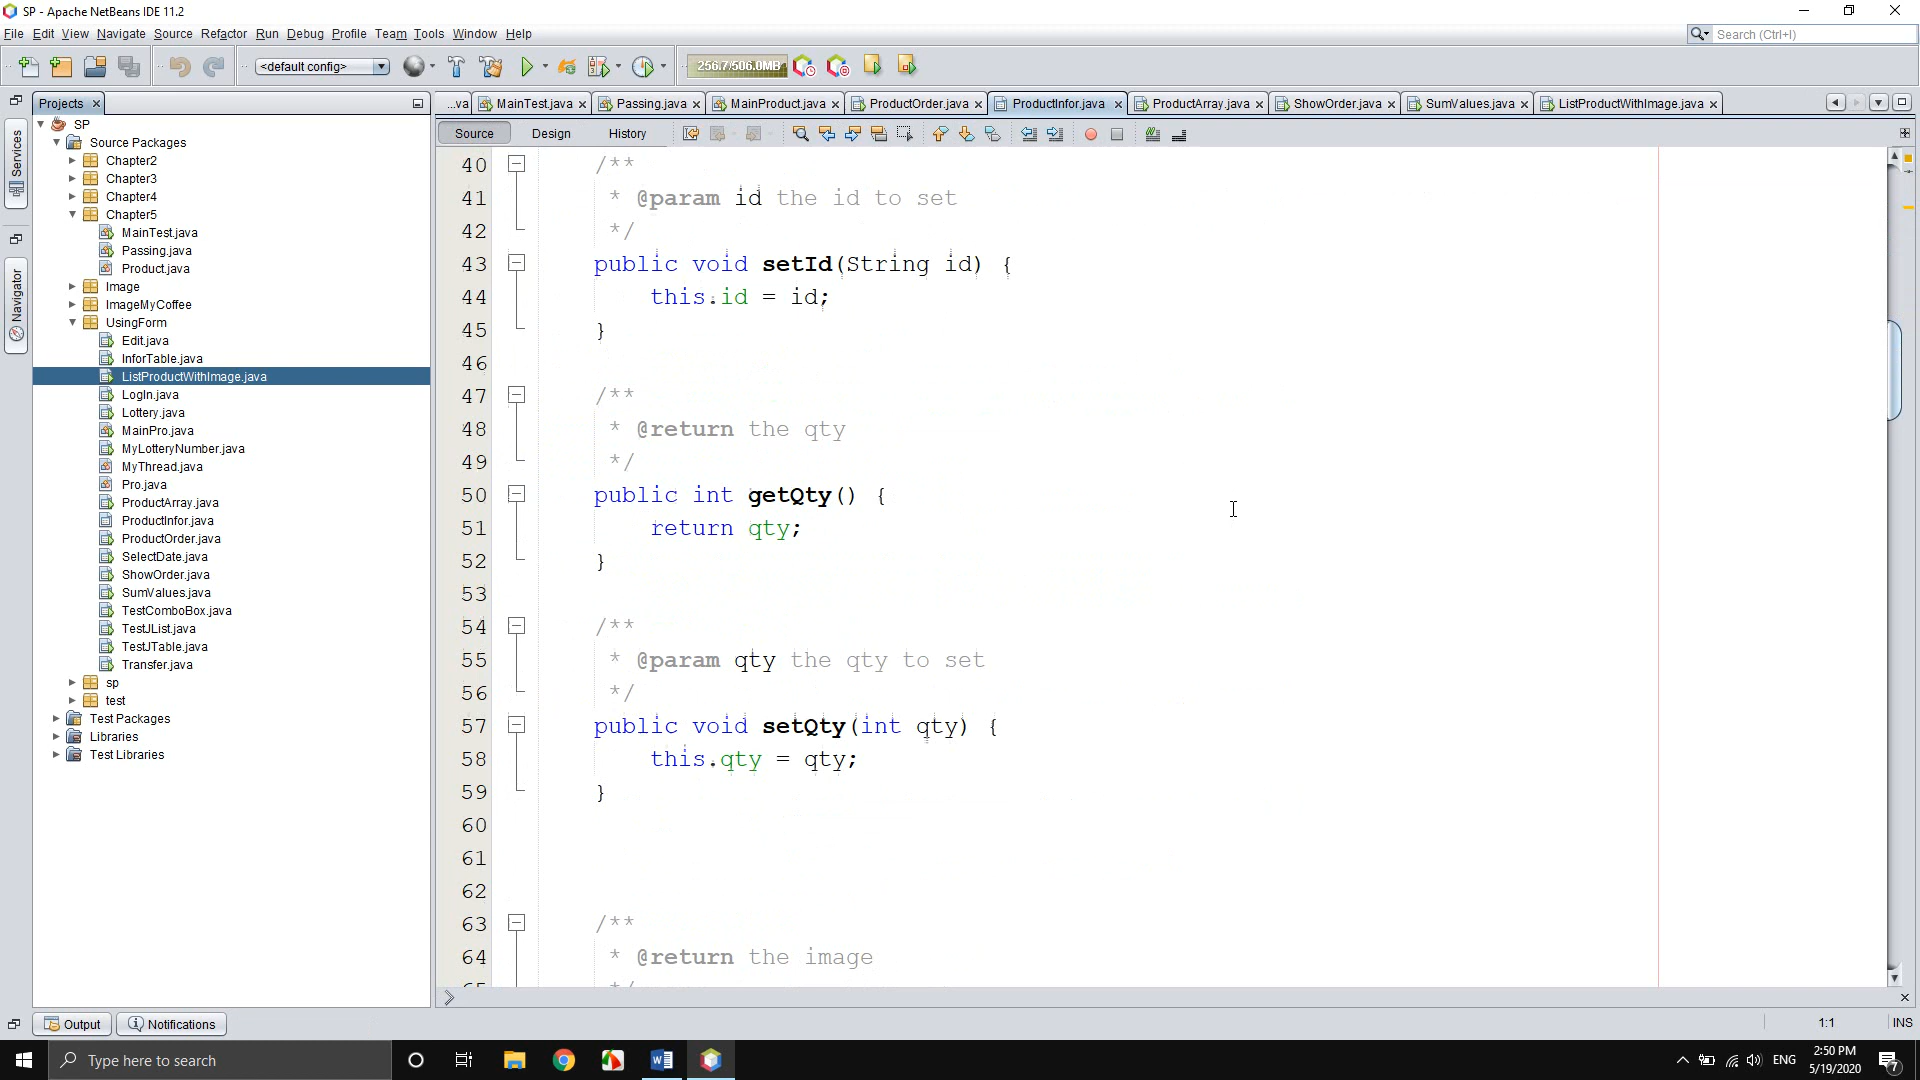 SP - Apache NetBeans IDE 11.2
File Edit View Navigate Source Refactor Run Debug Profile Team Tools Window Help
Search (Ctrl+I)
<default config>
256.7/506.0MB
Projects
...va MainTest.java Passing.java MainProduct.java ProductOrder.java ProductInfor.java ProductArray.java ShowOrder.java SumValues.java ListProductWithImage.java
Source Design History
Services
Navigator
SP
Source Packages
Chapter2
Chapter3
Chapter4
Chapter5
MainTest.java
Passing.java
Product.java
Image
ImageMyCoffee
UsingForm
Edit.java
InforTable.java
ListProductWithImage.java
LogIn.java
Lottery.java
MainPro.java
MyLotteryNumber.java
MyThread.java
Pro.java
ProductArray.java
ProductInfor.java
ProductOrder.java
SelectDate.java
ShowOrder.java
SumValues.java
TestComboBox.java
TestJList.java
TestJTable.java
Transfer.java
sp
test
Test Packages
Libraries
Test Libraries
40 /**
41 * @param id the id to set
42 */
43 public void setId(String id) {
44 this.id = id;
45 }
46
47 /**
48 * @return the qty
49 */
50 public int getQty() {
51 return qty;
52 }
53
54 /**
55 * @param qty the qty to set
56 */
57 public void setQty(int qty) {
58 this.qty = qty;
59 }
60
61
62
63 /**
64 * @return the image
65 */
Output Notifications
1:1 INS
Type here to search
ENG
2:50 PM
5/19/2020
7